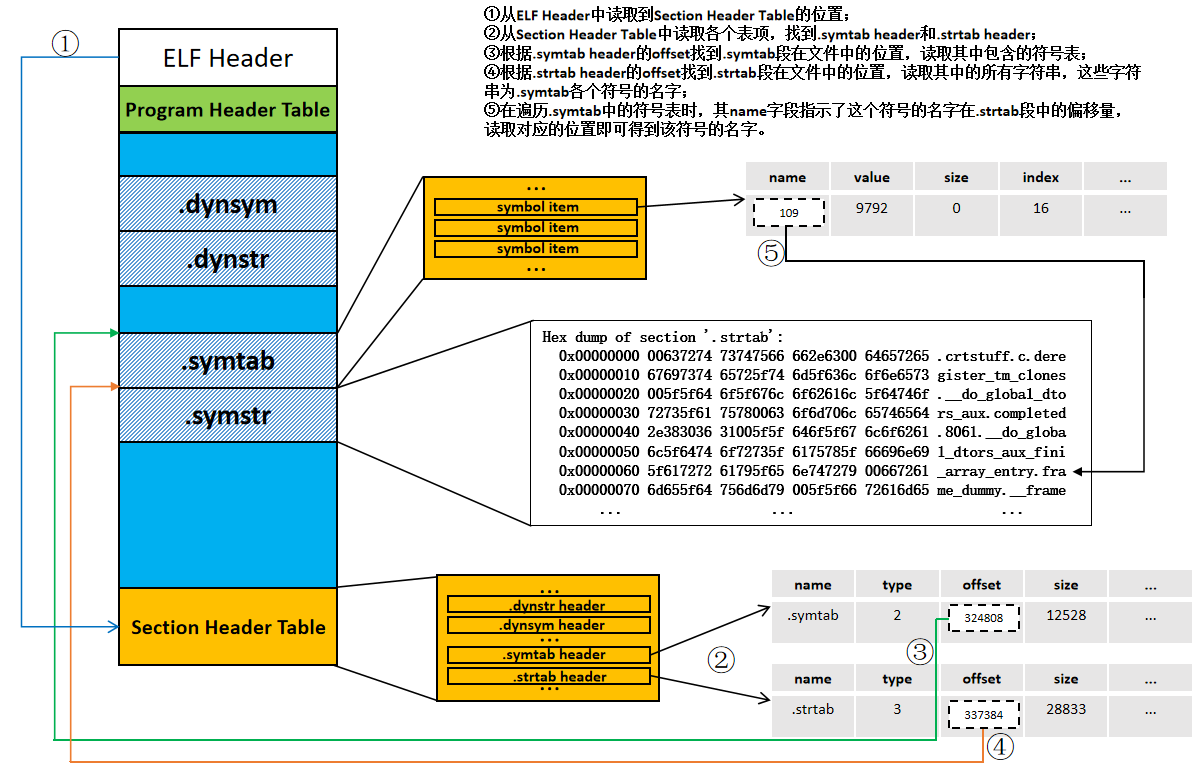 ①从ELF Header中读取到Section Header Table的位置；
②从Section Header Table中读取各个表项，找到.symtab header和.strtab header；
③根据.symtab header的offset找到.symtab段在文件中的位置，读取其中包含的符号表；
④根据.strtab header的offset找到.strtab段在文件中的位置，读取其中的所有字符串，这些字符
串为.symtab各个符号的名字；
⑤在遍历.symtab中的符号表时，其name字段指示了这个符号的名字在.strtab段中的偏移量，
读取对应的位置即可得到该符号的名字。
①
ELF Header
Program Header Table
.dynsym
.dynstr
.symtab
.symstr
Section Header Table
...
symbol item
symbol item
symbol item
...
name value size index ...
109 9792 0 16 ...
⑤
Hex dump of section '.strtab':
0x00000000 00637274 73747566 662e6300 64657265 .crtstuff.c.dere
0x00000010 67697374 65725f74 6d5f636c 6f6e6573 gister_tm_clones
0x00000020 005f5f64 6f5f676c 6f62616c 5f64746f .__do_global_dto
0x00000030 72735f61 75780063 6f6d706c 65746564 rs_aux.completed
0x00000040 2e383036 31005f5f 646f5f67 6c6f6261 .8061.__do_globa
0x00000050 6c5f6474 6f72735f 6175785f 66696e69 l_dtors_aux_fini
0x00000060 5f617272 61795f65 6e747279 00667261 _array_entry.fra
0x00000070 6d655f64 756d6d79 005f5f66 72616d65 me_dummy.__frame
... ... ...
...
.dynstr header
.dynsym header
...
.symtab header
.strtab header
...
②
name type offset size ...
.symtab 2 324808 12528 ...
③
name type offset size ...
.strtab 3 337384 28833 ...
④